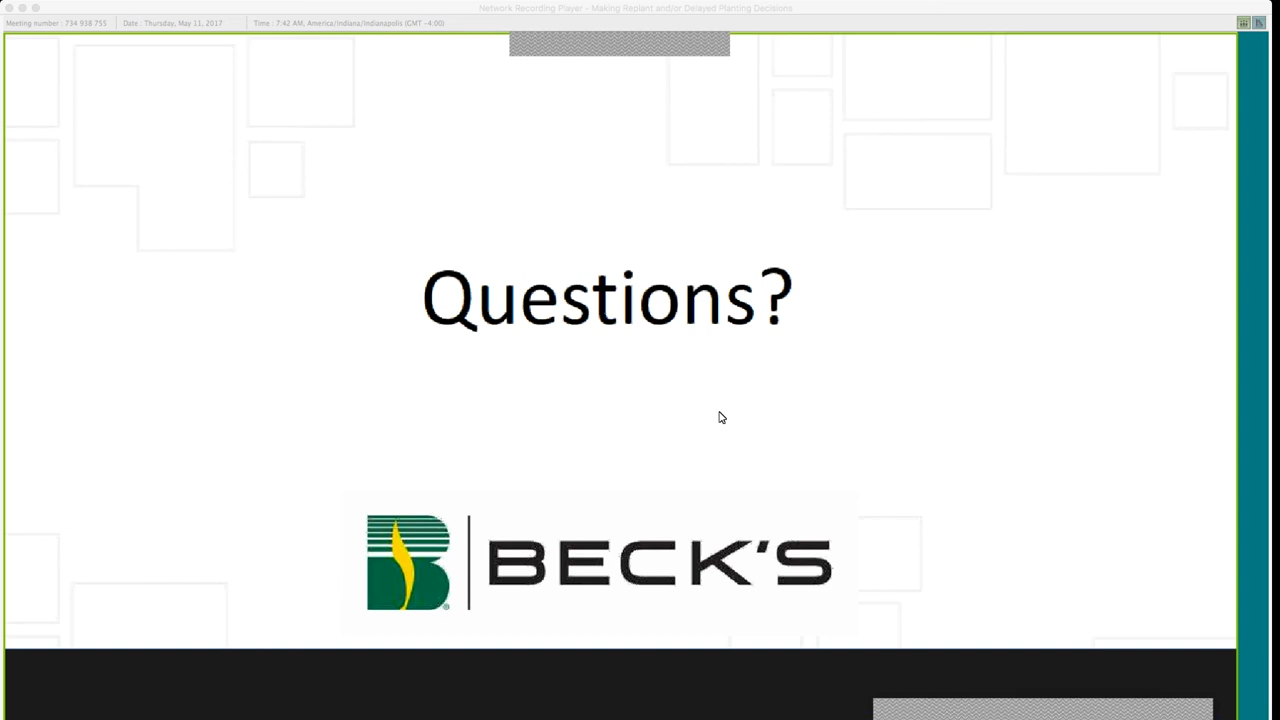 Network Recording Player - Making Replant and/or Delayed Planting Decisions
Meeting number : 734 938 755 Date : Thursday, May 11, 2017 Time : 7:42 AM, America/Indiana/Indianapolis (GMT -4:00)
Questions?
B ® BECK'S